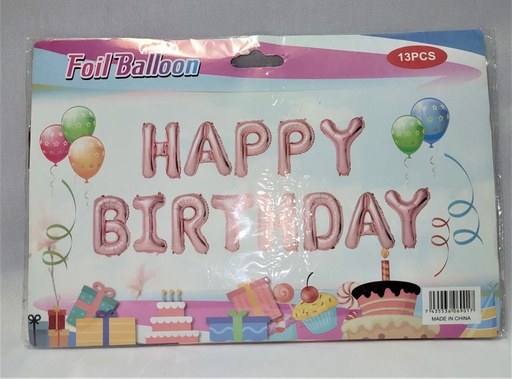 Foil Balloon
13PCS
HAPPY
BIRTHDAY
MADE IN CHINA